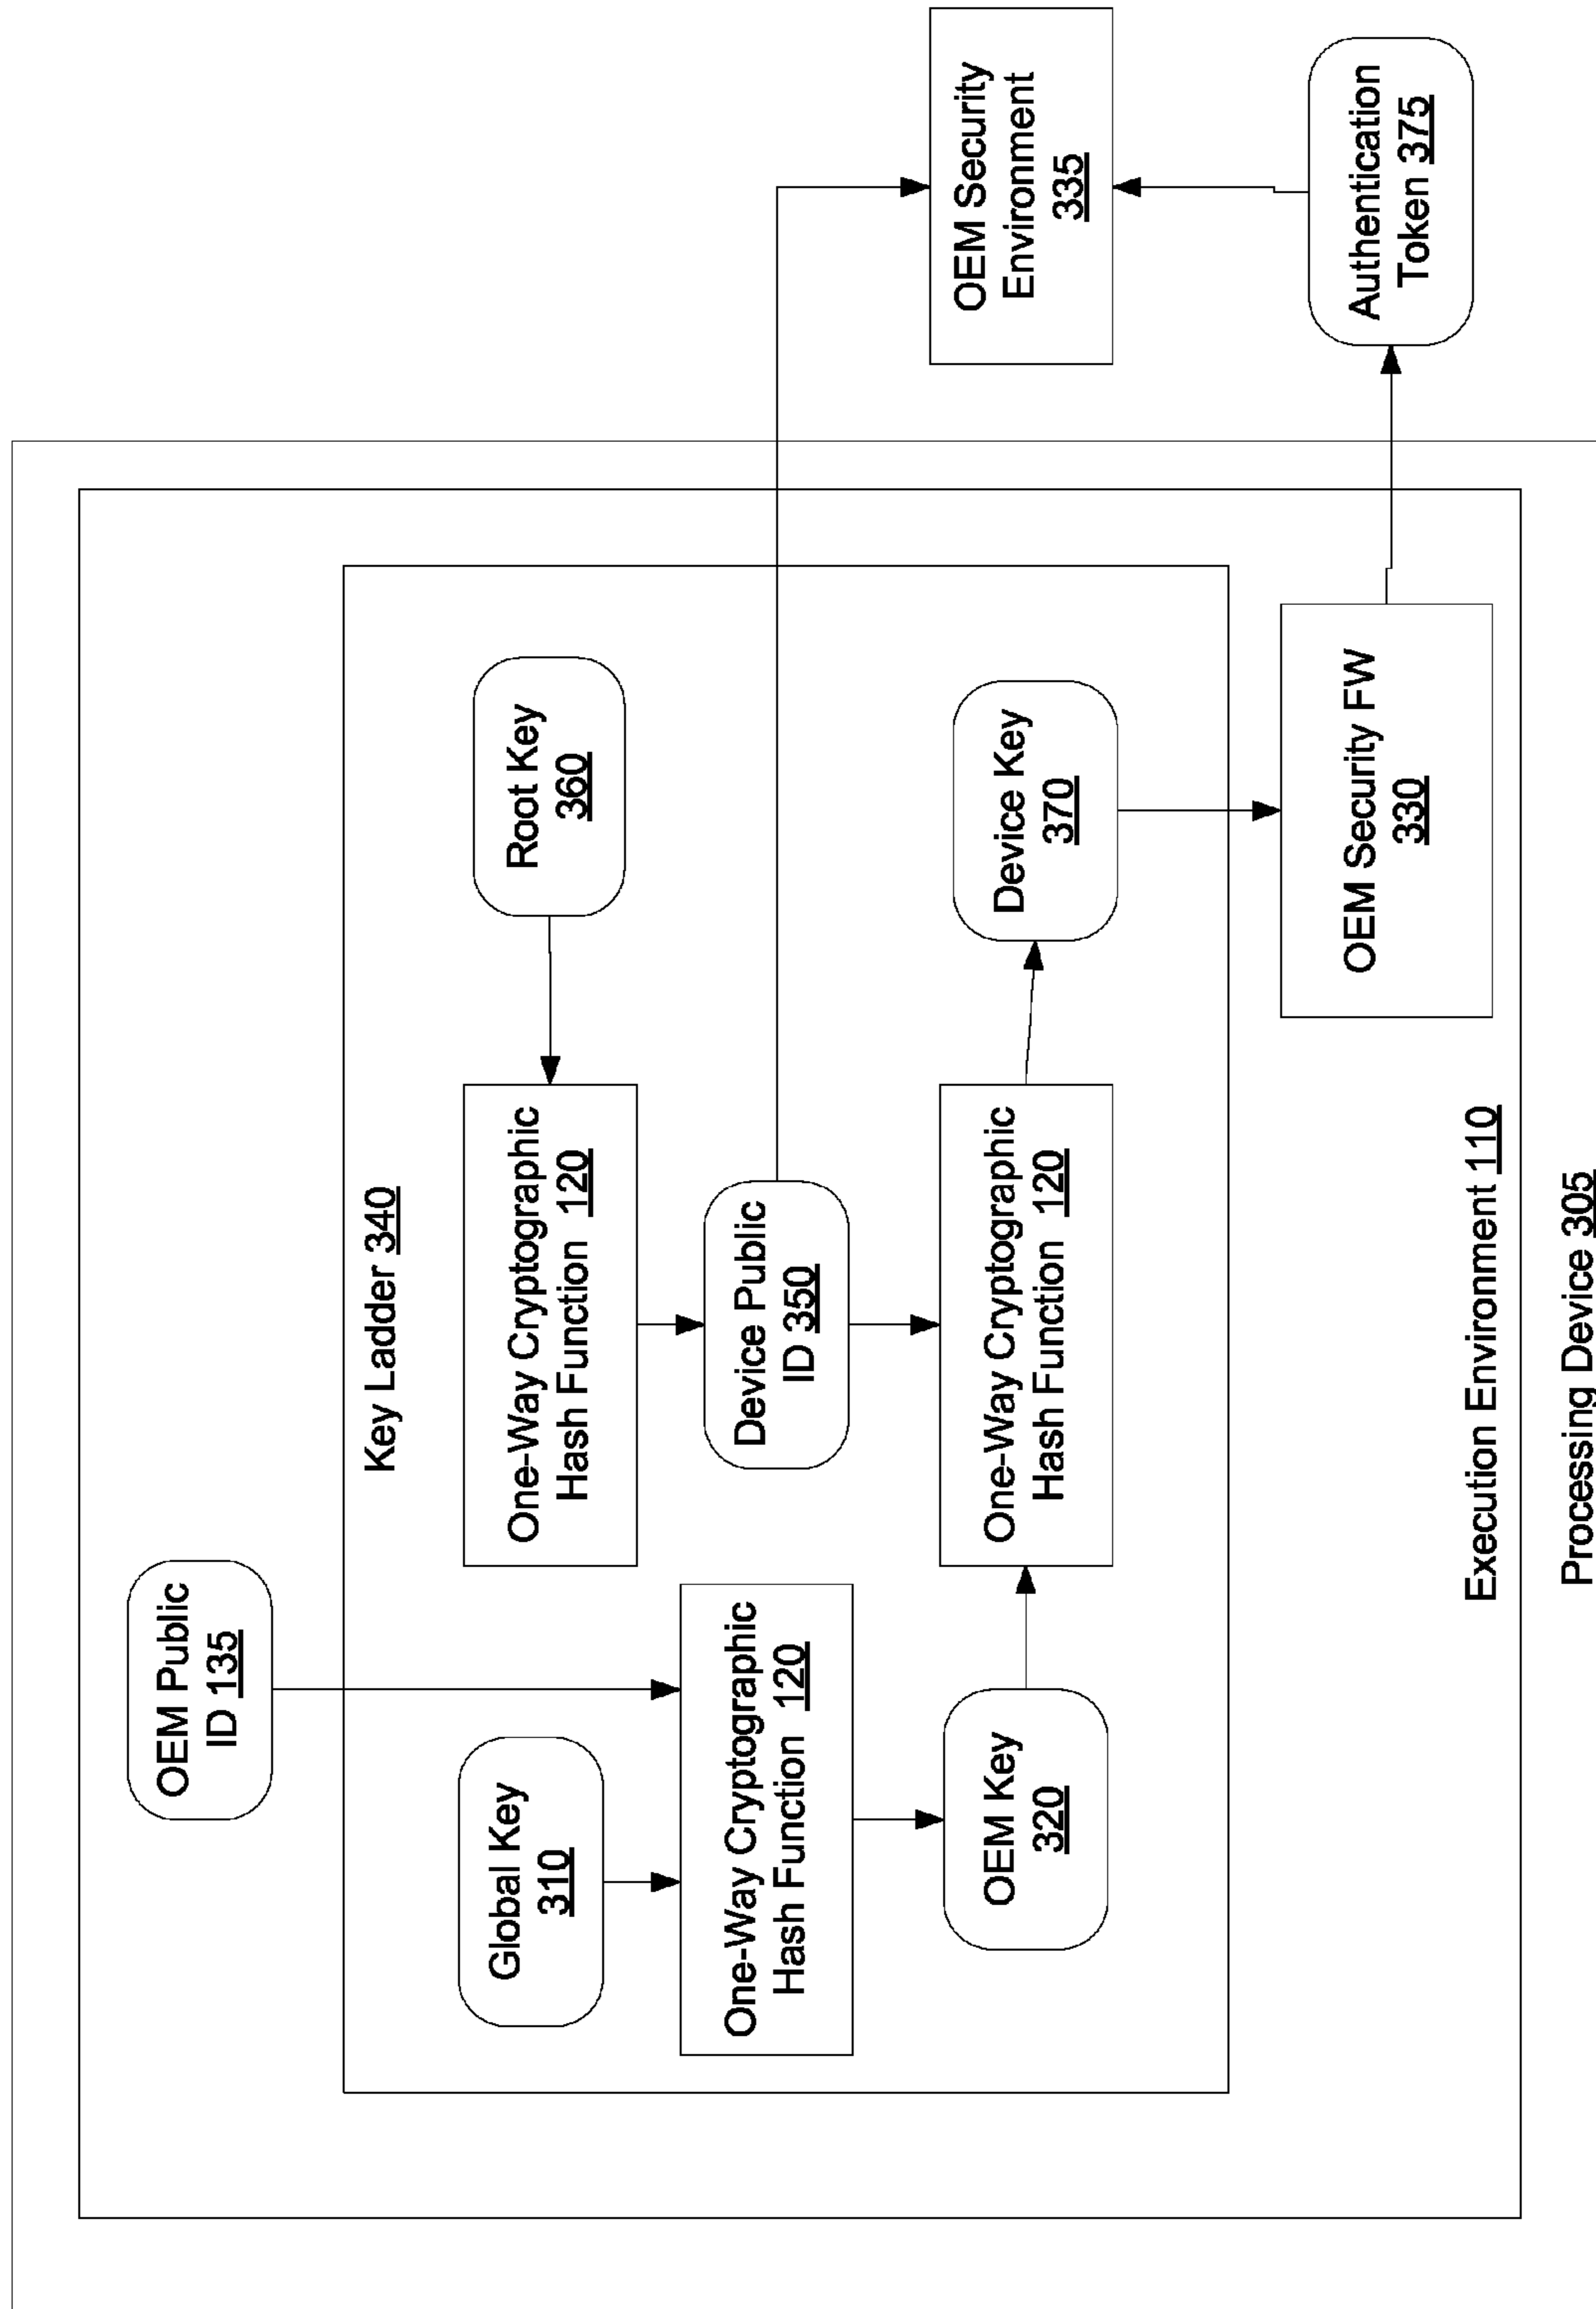 OEM Public
ID 135
Key Ladder 340
Global Key
310
One-Way Cryptographic
Hash Function 120
Root Key
360
One-Way Cryptographic
Hash Function 120
Device Public
ID 350
OEM Key
320
One-Way Cryptographic
Hash Function 120
Device Key
370
OEM Security
Environment
335
OEM Security FW
330
Authentication
Token 375
Execution Environment 110
Processing Device 305